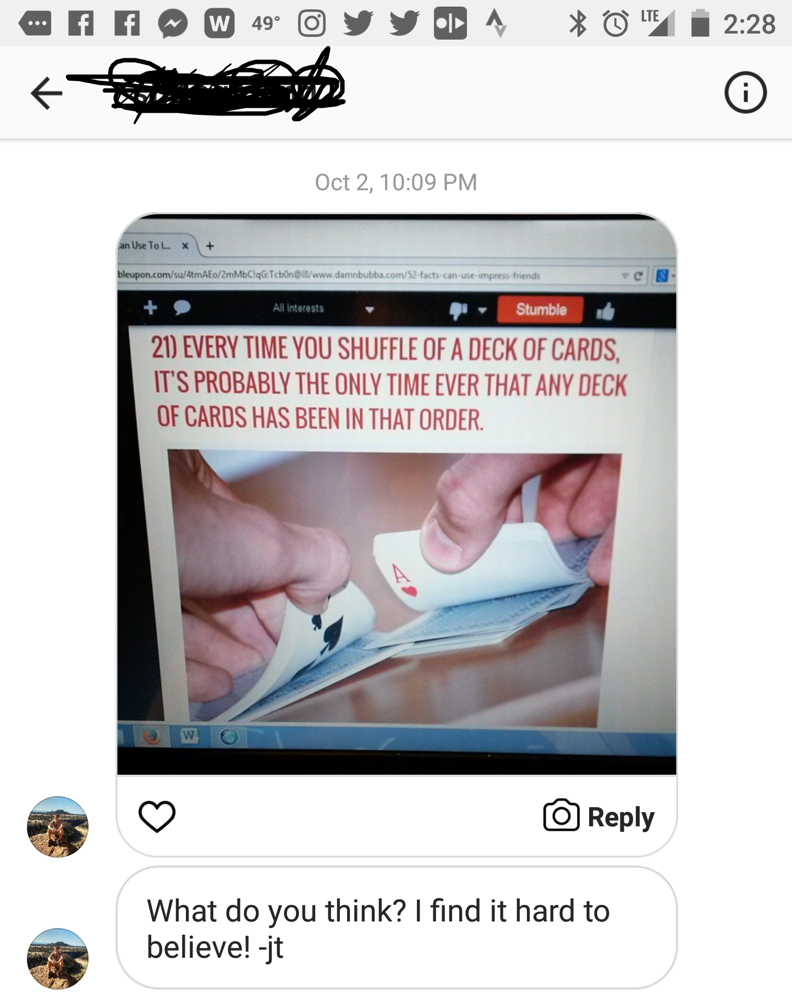 49°
LTE
2:28
Oct 2, 10:09 PM
an Use To I...
bleupon.com/su/4tmAEo/2mMbC!qG:Tcb0n@l8/www.damnbubba.com/52-facts-can-use-impress-friends
All Interests
Stumble
21) EVERY TIME YOU SHUFFLE OF A DECK OF CARDS,
IT'S PROBABLY THE ONLY TIME EVER THAT ANY DECK
OF CARDS HAS BEEN IN THAT ORDER.
A
W
Reply
What do you think? I find it hard to
believe! -jt